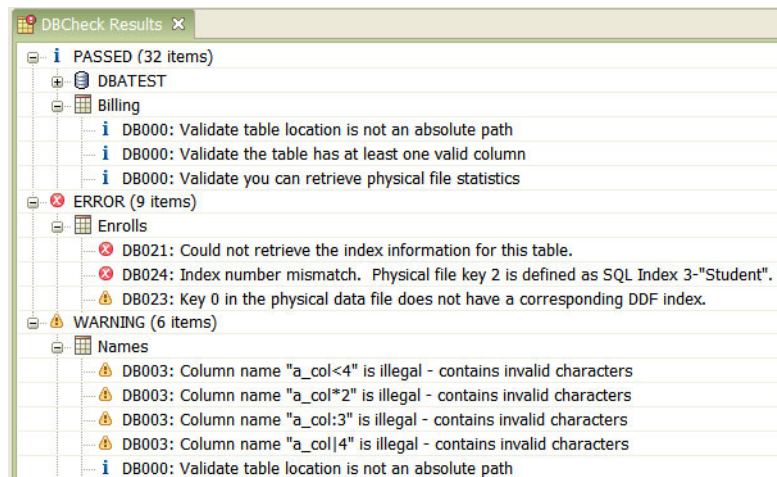 DBCheck Results
PASSED (32 items)
DBATEST
Billing
DB000: Validate table location is not an absolute path
DB000: Validate the table has at least one valid column
DB000: Validate you can retrieve physical file statistics
ERROR (9 items)
Enrolls
DB021: Could not retrieve the index information for this table.
DB024: Index number mismatch.  Physical file key 2 is defined as SQL Index 3-"Student".
DB023: Key 0 in the physical data file does not have a corresponding DDF index.
WARNING (6 items)
Names
DB003: Column name "a_col<4" is illegal - contains invalid characters
DB003: Column name "a_col*2" is illegal - contains invalid characters
DB003: Column name "a_col:3" is illegal - contains invalid characters
DB003: Column name "a_col|4" is illegal - contains invalid characters
DB000: Validate table location is not an absolute path